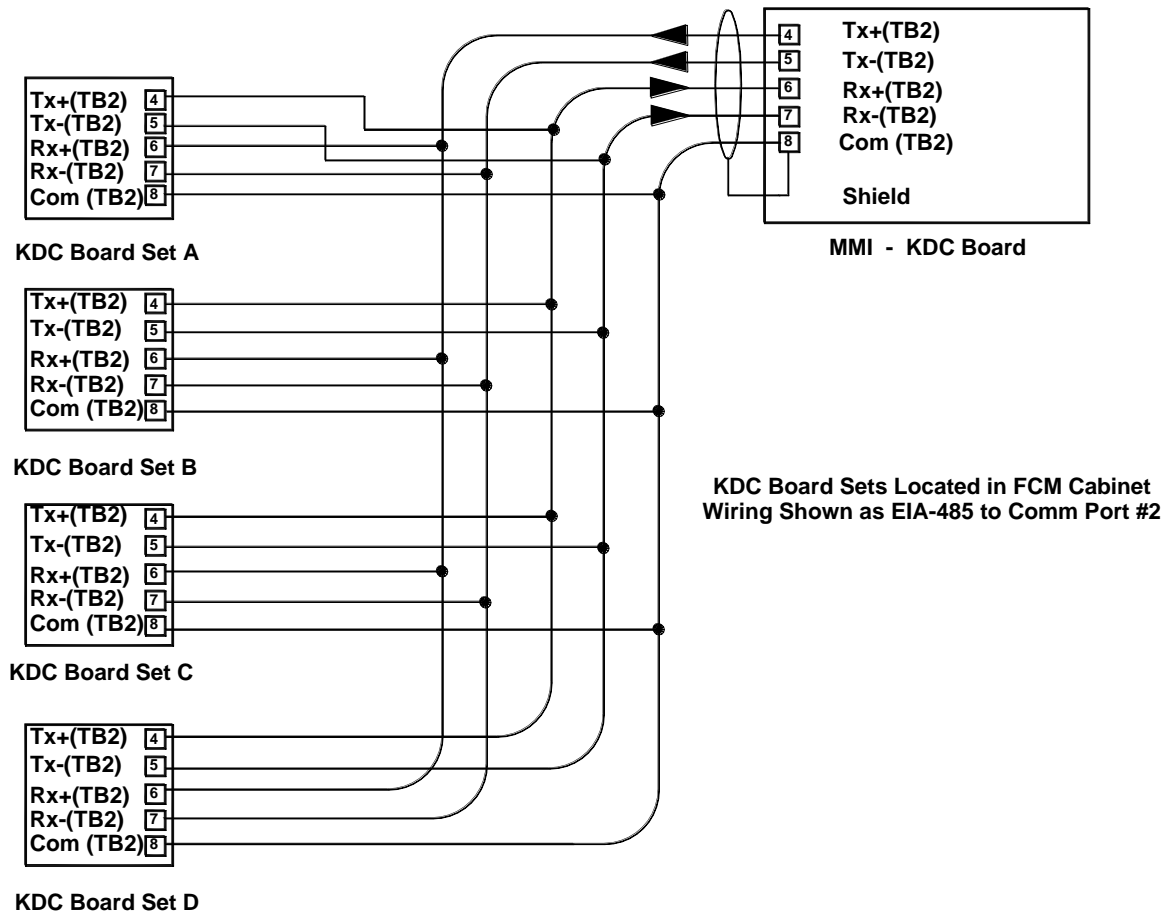 4 Tx+(TB2)
5 Tx-(TB2)
6 Rx+(TB2)
7 Rx-(TB2)
8 Com (TB2)
Shield
MMI - KDC Board
Tx+(TB2) 4
Tx-(TB2) 5
Rx+(TB2) 6
Rx-(TB2) 7
Com (TB2) 8
KDC Board Set A
Tx+(TB2) 4
Tx-(TB2) 5
Rx+(TB2) 6
Rx-(TB2) 7
Com (TB2) 8
KDC Board Set B
KDC Board Sets Located in FCM Cabinet
Wiring Shown as EIA-485 to Comm Port #2
Tx+(TB2) 4
Tx-(TB2) 5
Rx+(TB2) 6
Rx-(TB2) 7
Com (TB2) 8
KDC Board Set C
Tx+(TB2) 4
Tx-(TB2) 5
Rx+(TB2) 6
Rx-(TB2) 7
Com (TB2) 8
KDC Board Set D